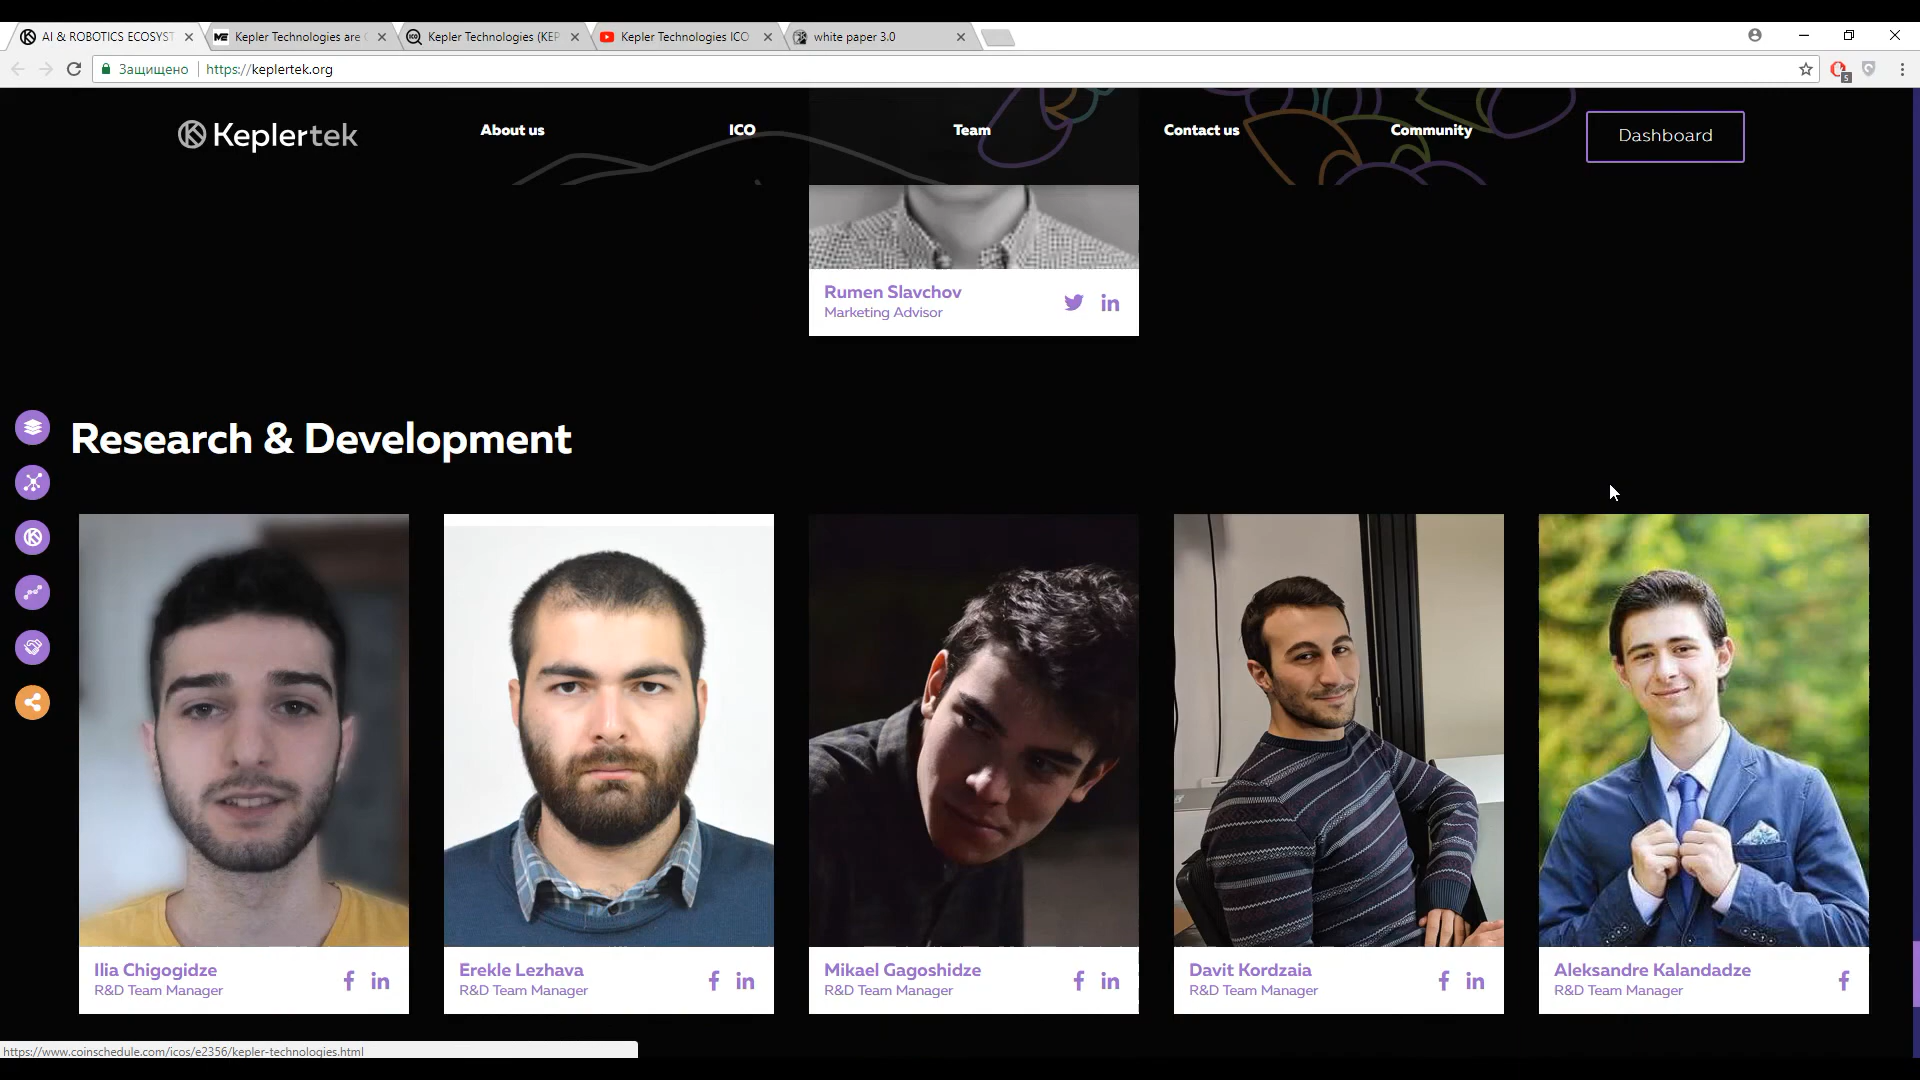 AI & ROBOTICS ECOSYST
Kepler Technologies are
Kepler Technologies (KEP
Kepler Technologies ICO
white paper 3.0
Защищено
https://keplertek.org
5
Keplertek
About us
ICO
Team
Contact us
Community
Dashboard
Rumen Slavchov
Marketing Advisor
Research & Development
Ilia Chigogidze
R&D Team Manager
Erekle Lezhava
R&D Team Manager
Mikael Gagoshidze
R&D Team Manager
Davit Kordzaia
R&D Team Manager
Aleksandre Kalandadze
R&D Team Manager
https://www.coinschedule.com/icos/e2356/kepler-technologies.html